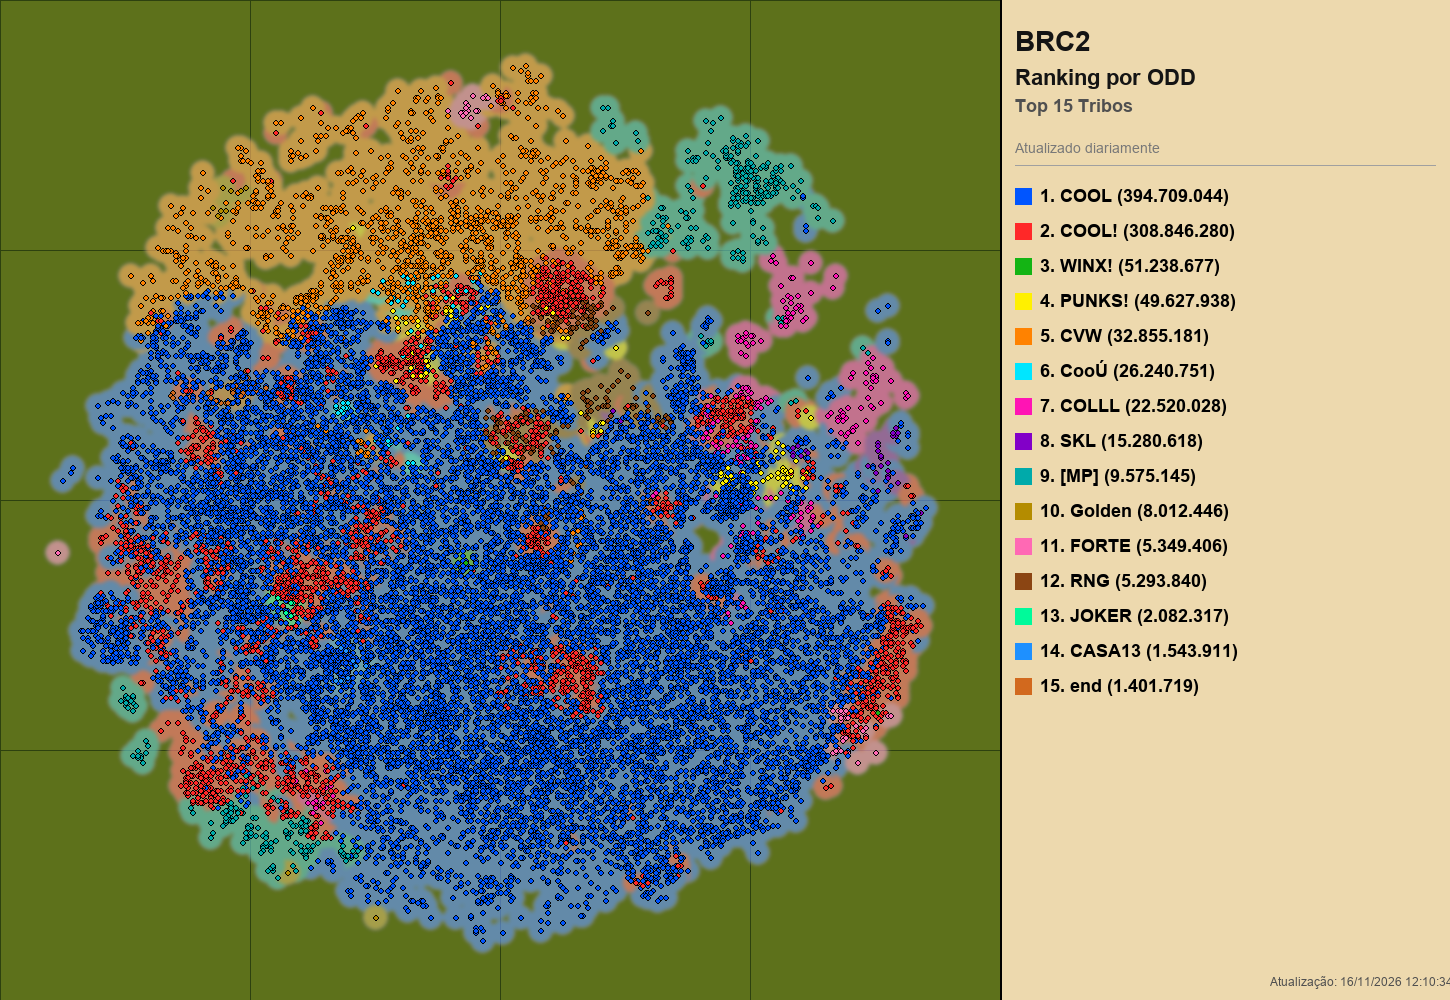 BRC2
Ranking por ODD
Top 15 Tribos
Atualizado diariamente
1. COOL (394.709.044)
2. COOL! (308.846.280)
3. WINX! (51.238.677)
4. PUNKS! (49.627.938)
5. CVW (32.855.181)
6. CooÚ (26.240.751)
7. COLLL (22.520.028)
8. SKL (15.280.618)
9. [MP] (9.575.145)
10. Golden (8.012.446)
11. FORTE (5.349.406)
12. RNG (5.293.840)
13. JOKER (2.082.317)
14. CASA13 (1.543.911)
15. end (1.401.719)
Atualização: 16/11/2026 12:10:34